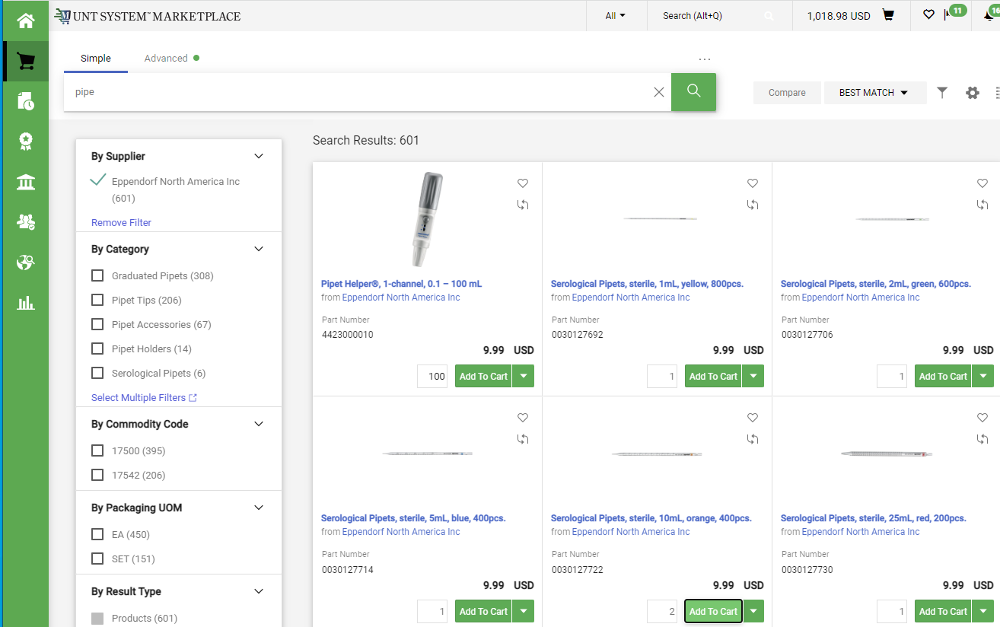 UNT SYSTEM™ MARKETPLACE
All
Search (Alt+Q)
1,018.98 USD
11
16
Simple
Advanced
...
pipe
Compare
BEST MATCH
By Supplier
Eppendorf North America Inc
(601)
Remove Filter
By Category
Graduated Pipets (308)
Pipet Tips (206)
Pipet Accessories (67)
Pipet Holders (14)
Serological Pipets (6)
Select Multiple Filters
By Commodity Code
17500 (395)
17542 (206)
By Packaging UOM
EA (450)
SET (151)
By Result Type
Products (601)
Search Results: 601
Pipet Helper®, 1-channel, 0.1 – 100 mL
from Eppendorf North America Inc
Part Number
4423000010
9.99 USD
100 Add To Cart
Serological Pipets, sterile, 1mL, yellow, 800pcs.
from Eppendorf North America Inc
Part Number
0030127692
9.99 USD
1 Add To Cart
Serological Pipets, sterile, 2mL, green, 600pcs.
from Eppendorf North America Inc
Part Number
0030127706
9.99 USD
1 Add To Cart
Serological Pipets, sterile, 5mL, blue, 400pcs.
from Eppendorf North America Inc
Part Number
0030127714
9.99 USD
1 Add To Cart
Serological Pipets, sterile, 10mL, orange, 400pcs.
from Eppendorf North America Inc
Part Number
0030127722
9.99 USD
2 Add To Cart
Serological Pipets, sterile, 25mL, red, 200pcs.
from Eppendorf North America Inc
Part Number
0030127730
9.99 USD
1 Add To Cart